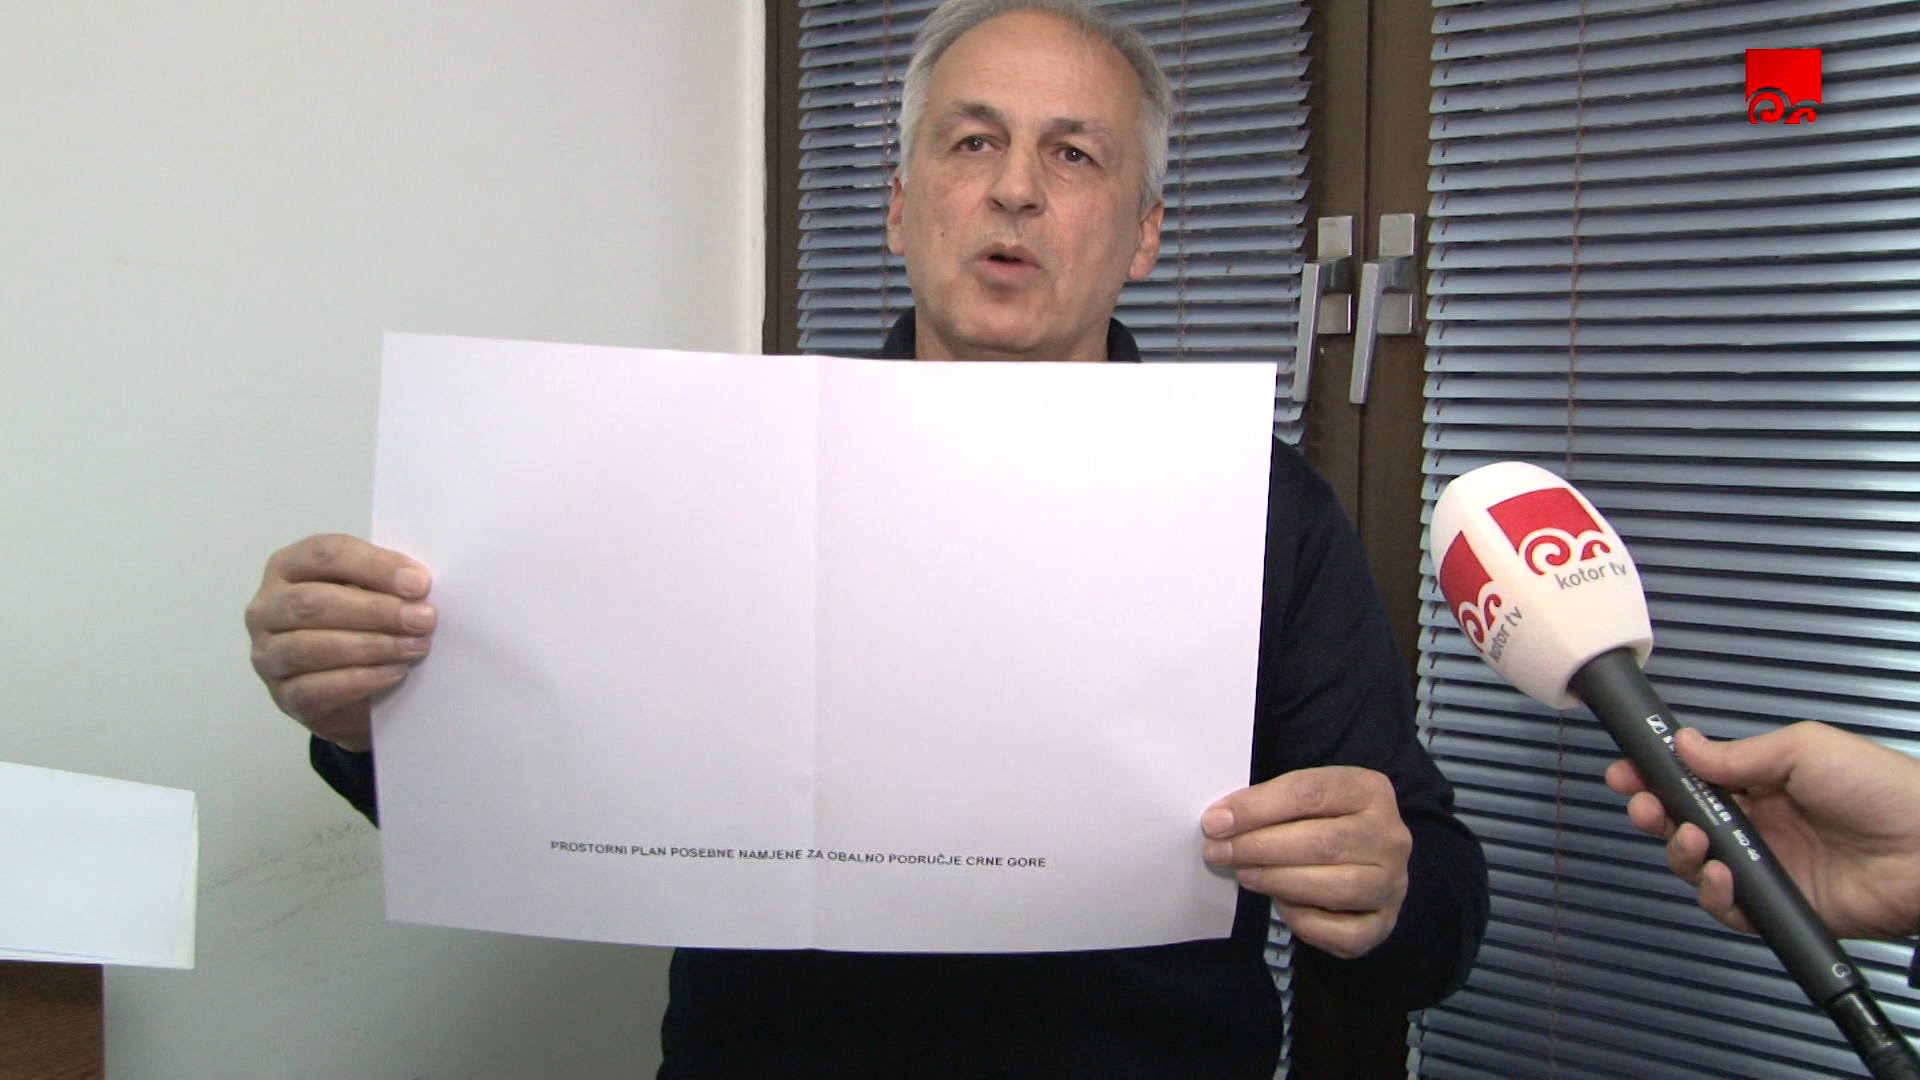 PROSTORNI PLAN POSEBNE NAMJENE ZA OBALNO PODRUČJE CRNE GORE
kotor tv
kotor tv